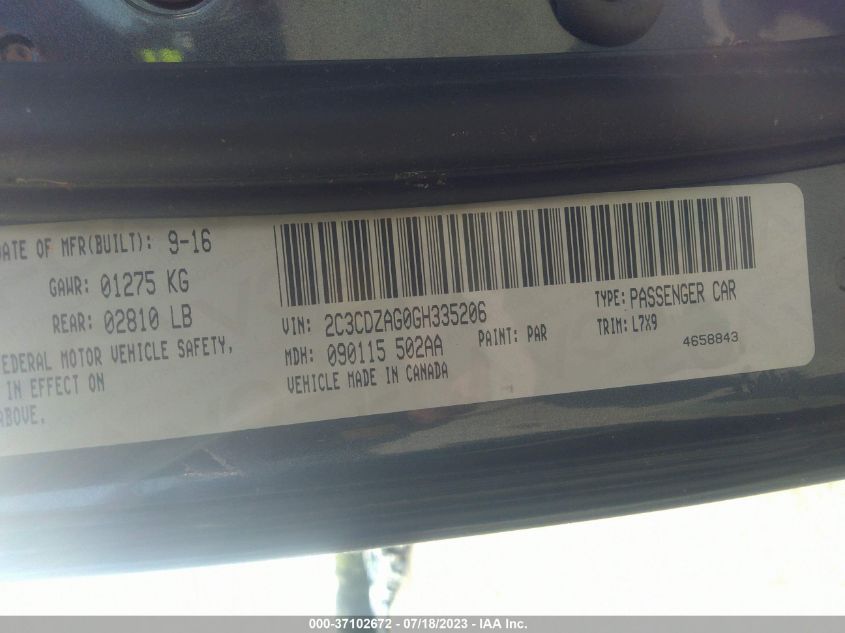 DATE OF MFR(BUILT): 9-16
GAWR: 01275 KG
REAR: 02810 LB
FEDERAL MOTOR VEHICLE SAFETY,
IN EFFECT ON
ABOVE.
VIN: 2C3CDZAG0GH335206
TYPE: PASSENGER CAR
MDH: 090115 502AA
PAINT: PAR
TRIM: L7X9
VEHICLE MADE IN CANADA
4658843
000-37102672 - 07/18/2023 - IAA Inc.